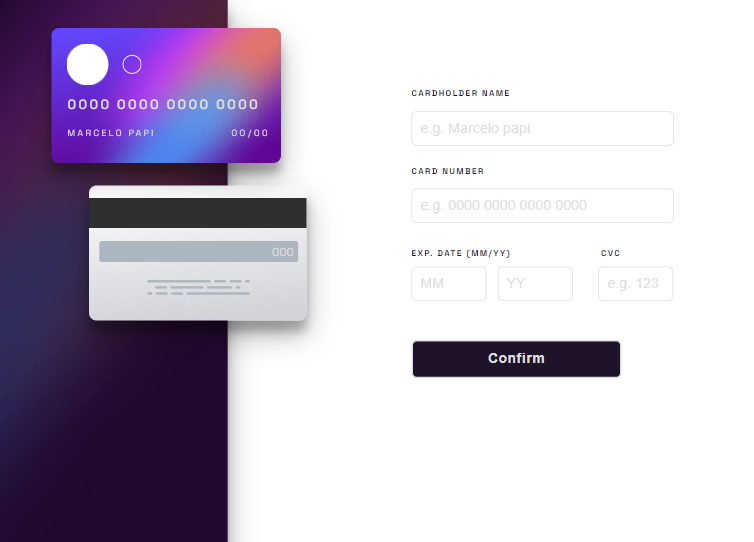 0000 0000 0000 0000
MARCELO PAPI 00/00
000
CARDHOLDER NAME
e.g. Marcelo papi
CARD NUMBER
e.g. 0000 0000 0000 0000
EXP. DATE (MM/YY) CVC
MM YY e.g. 123
Confirm